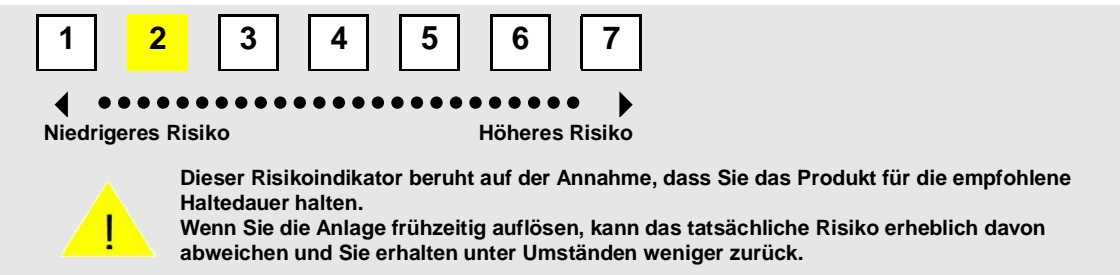 1 2 3 4 5 6 7
Niedrigeres Risiko Höheres Risiko
Dieser Risikoindikator beruht auf der Annahme, dass Sie das Produkt für die empfohlene
Haltedauer halten.
Wenn Sie die Anlage frühzeitig auflösen, kann das tatsächliche Risiko erheblich davon
abweichen und Sie erhalten unter Umständen weniger zurück.
!